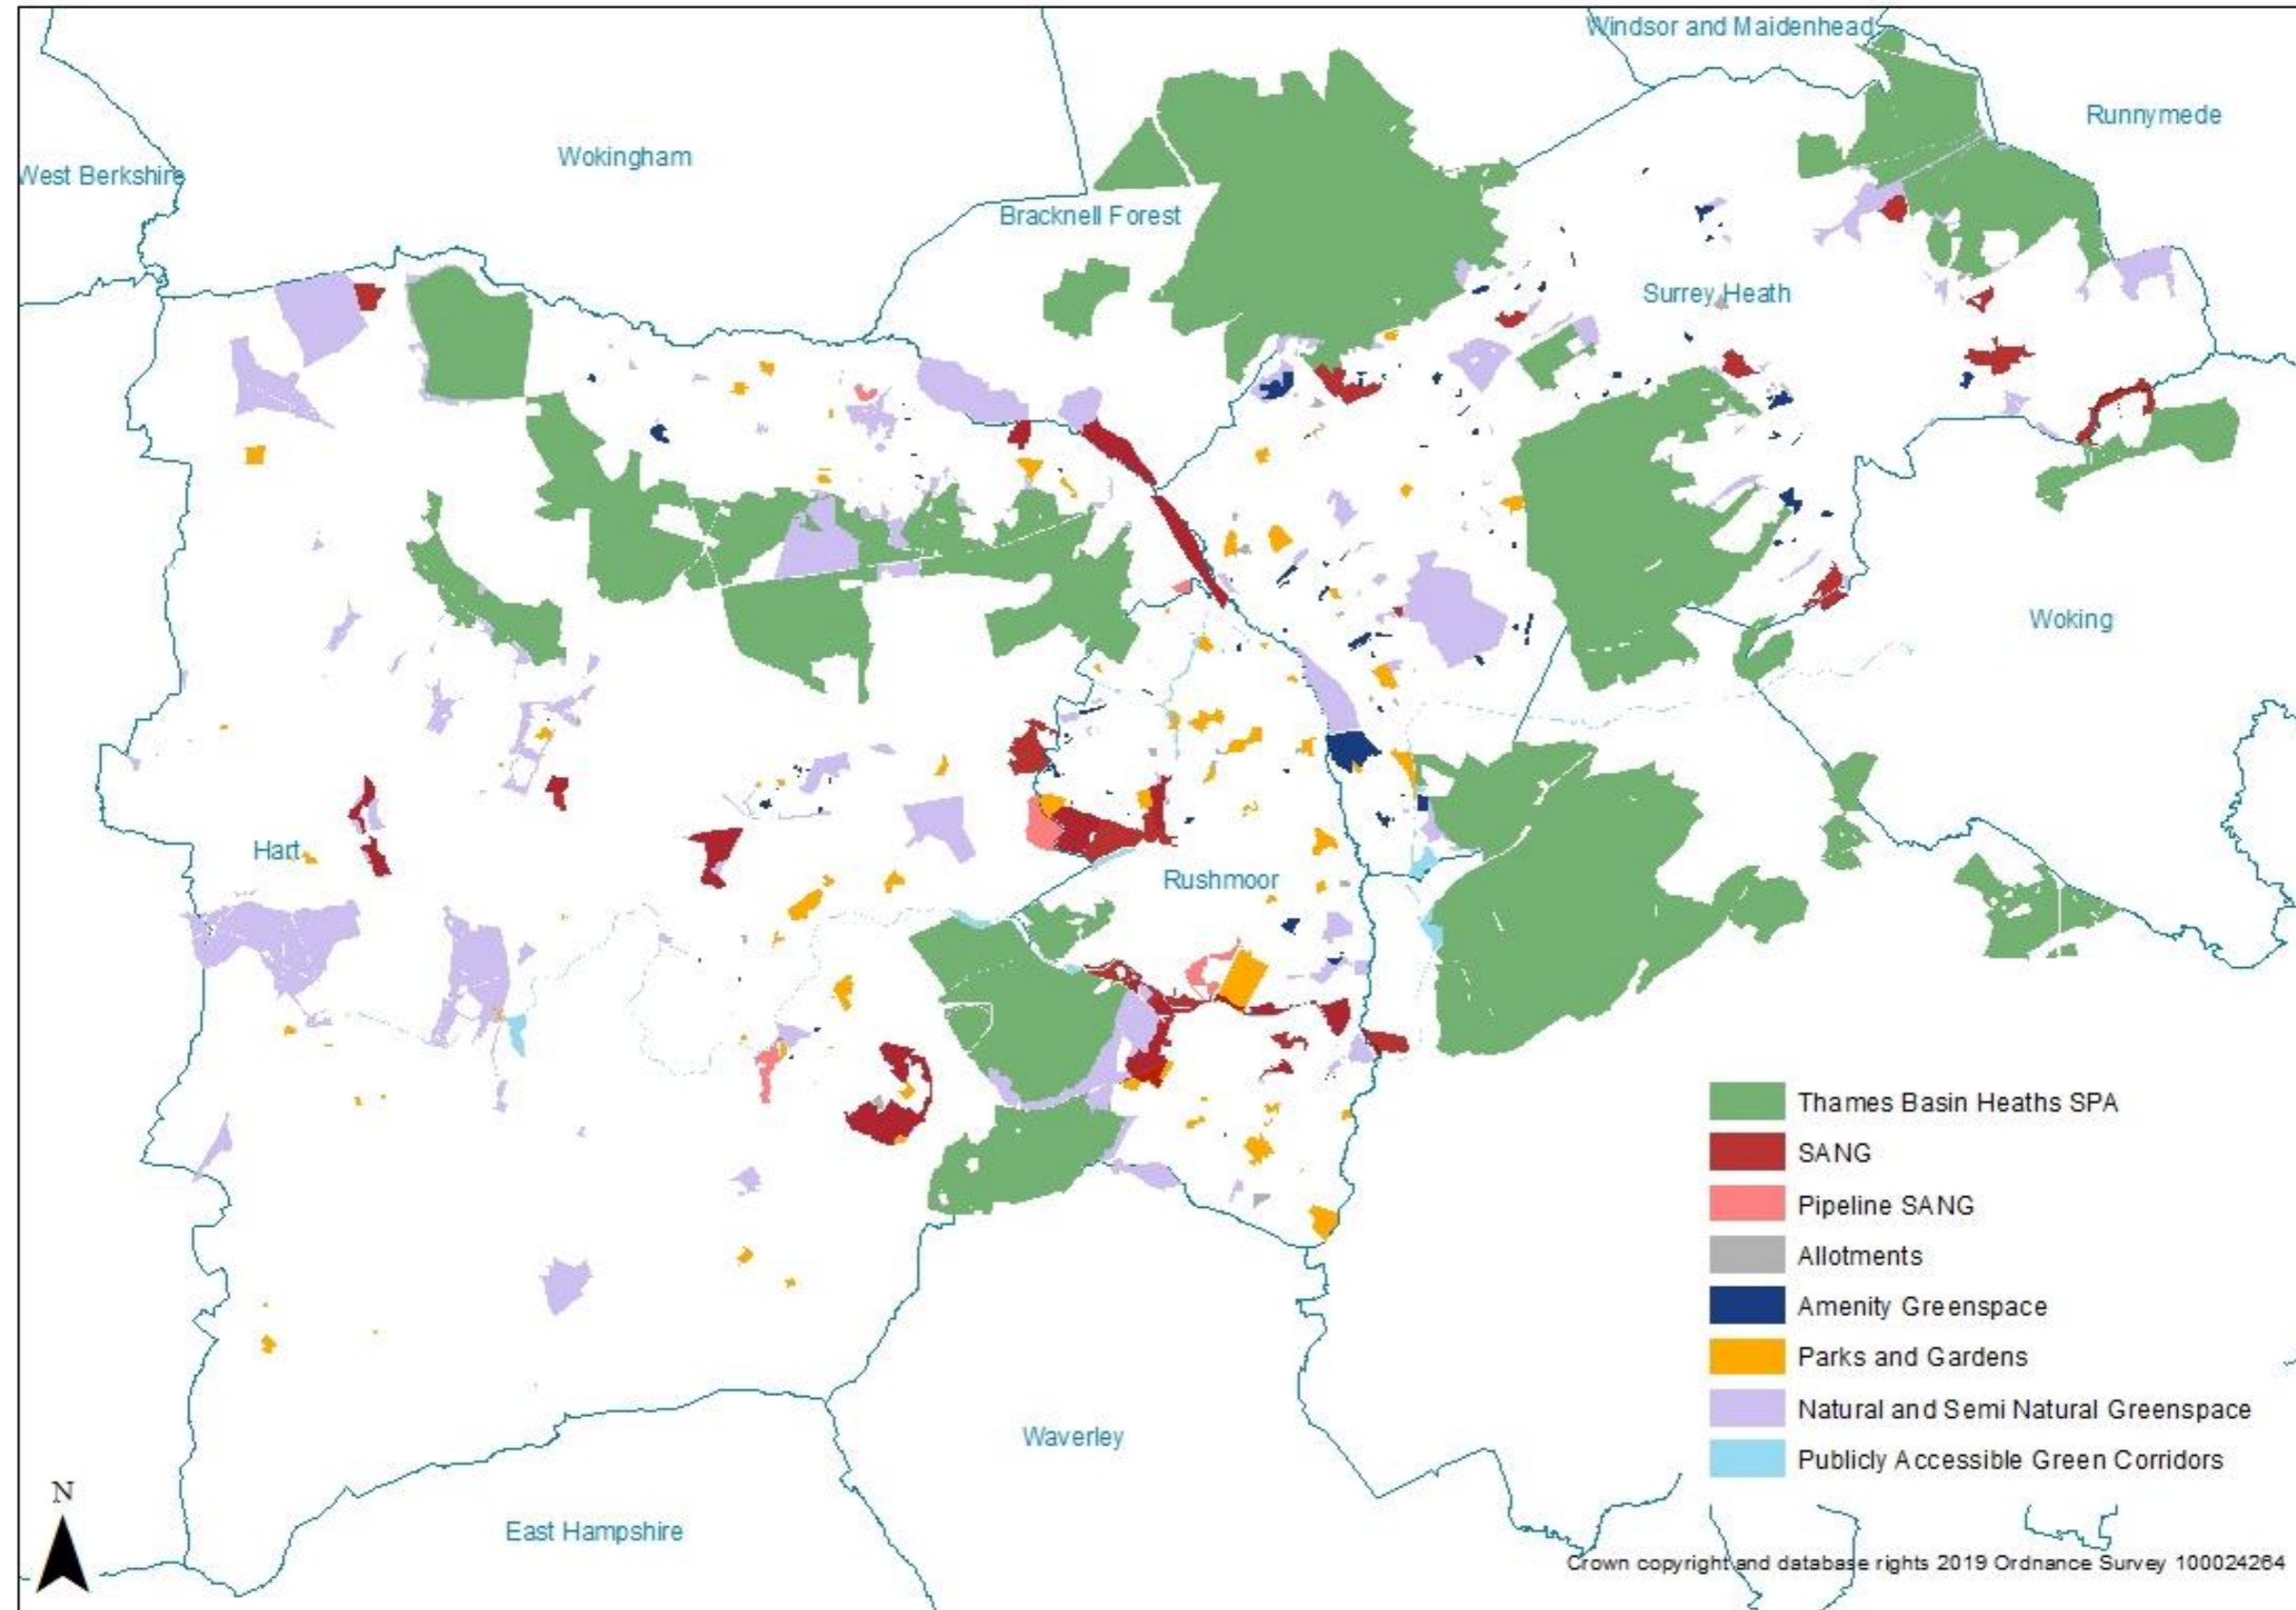 Windsor and Maidenhead
Runnymede
Wokingham
West Berkshire
Bracknell Forest
Surrey Heath
Woking
Hart
Rushmoor
Thames Basin Heaths SPA
SANG
Pipeline SANG
Allotments
Amenity Greenspace
Parks and Gardens
Natural and Semi Natural Greenspace
Publicly Accessible Green Corridors
Waverley
N
East Hampshire
Crown copyright and database rights 2019 Ordnance Survey 100024264